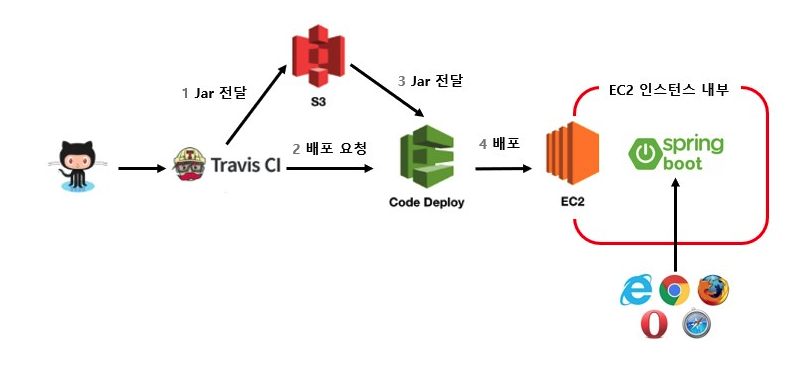 1 Jar 전달
S3
3 Jar 전달
EC2 인스턴스 내부
Travis CI
2 배포 요청
Code Deploy
4 배포
EC2
spring
boot